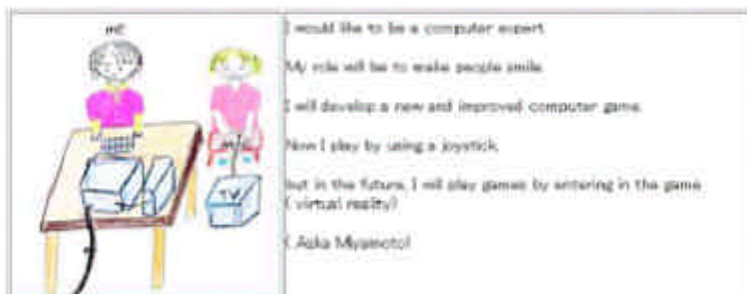 me
TV
I would like to be a computer expert.
My role will be to make people smile.
I will develop a new and improved computer game.
Now I play by using a joystick,
but in the future, I will play games by entering in the game
( virtual reality)
( Aska Miyamoto)